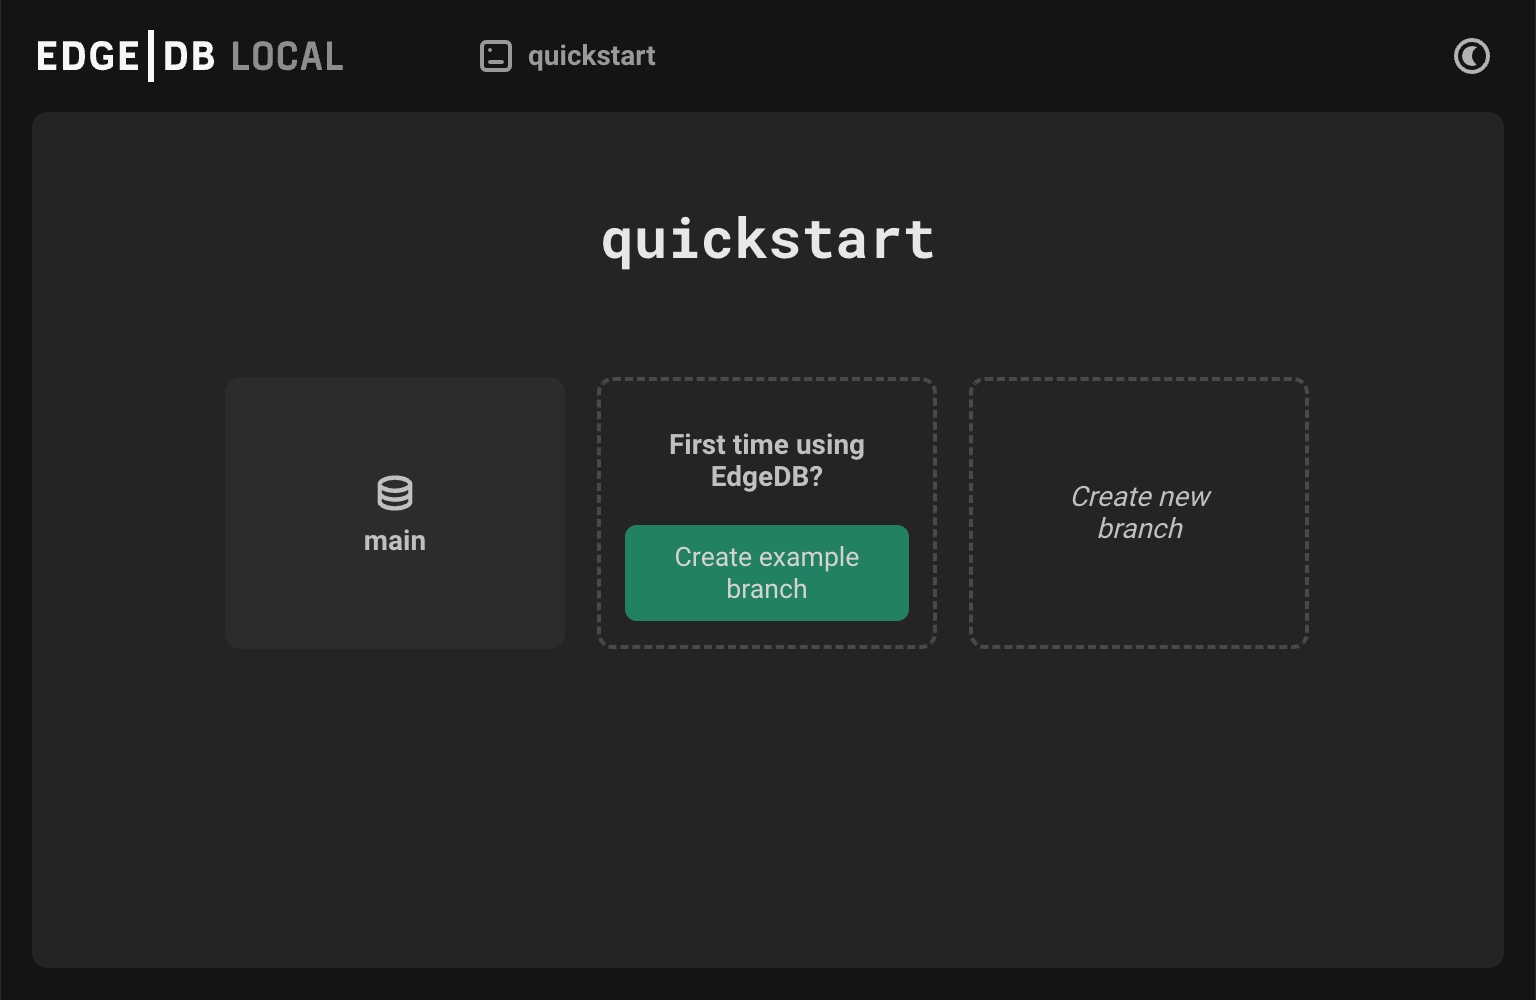 EDGE|DB LOCAL
quickstart
quickstart
main
First time using
EdgeDB?
Create example
branch
Create new
branch